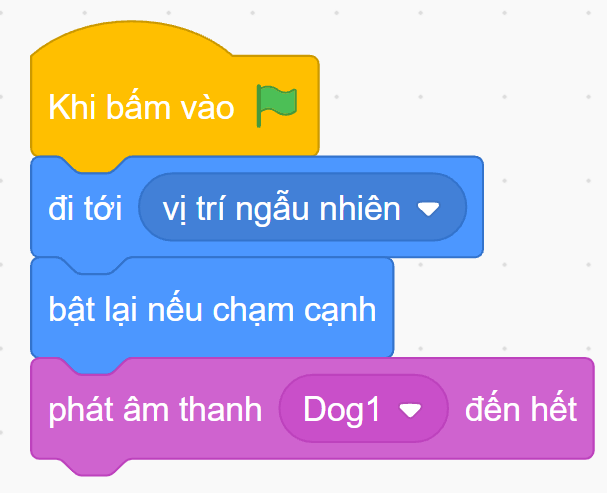 Khi bấm vào
đi tới vị trí ngẫu nhiên
bật lại nếu chạm cạnh
phát âm thanh Dog1 đến hết